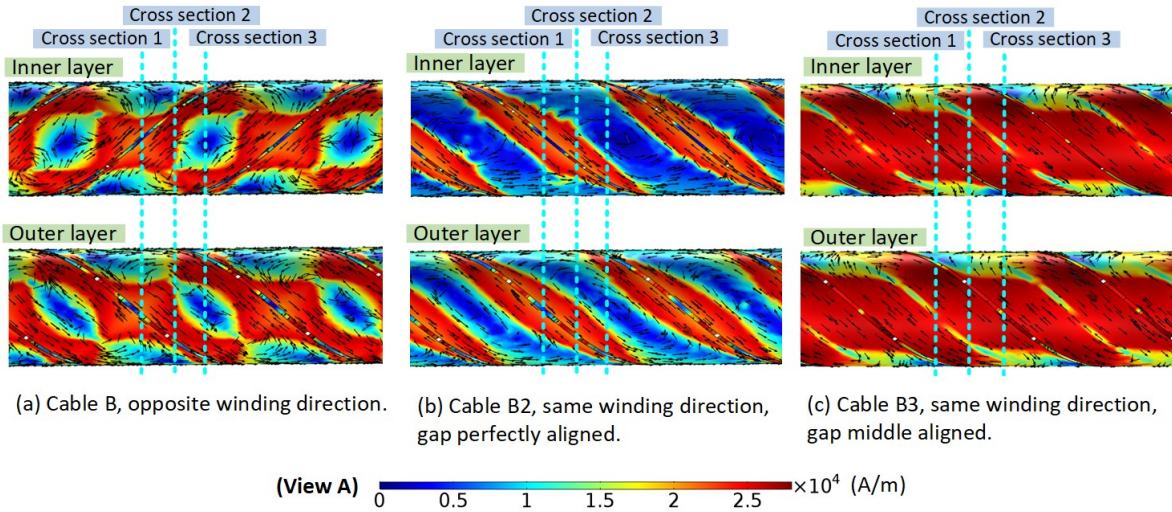 Cross section 2
Cross section 1
Cross section 3
Inner layer
Outer layer
(a) Cable B, opposite winding direction.
Cross section 2
Cross section 1
Cross section 3
Inner layer
Outer layer
(b) Cable B2, same winding direction,
gap perfectly aligned.
Cross section 2
Cross section 1
Cross section 3
Inner layer
Outer layer
(c) Cable B3, same winding direction,
gap middle aligned.
(View A)
×10⁴ (A/m)
0 0.5 1 1.5 2 2.5